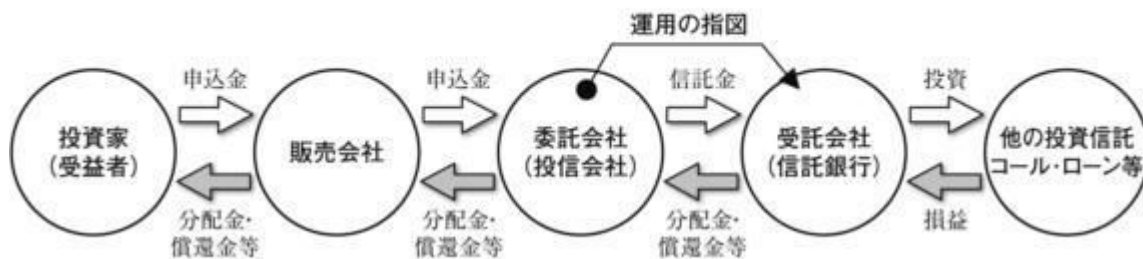 運用の指図
申込金
申込金
信託金
投資
投資家
(受益者)
販売会社
委託会社
(投信会社)
受託会社
(信託銀行)
他の投資信託
コール・ローン等
分配金・
償還金等
分配金・
償還金等
分配金・
償還金等
損益